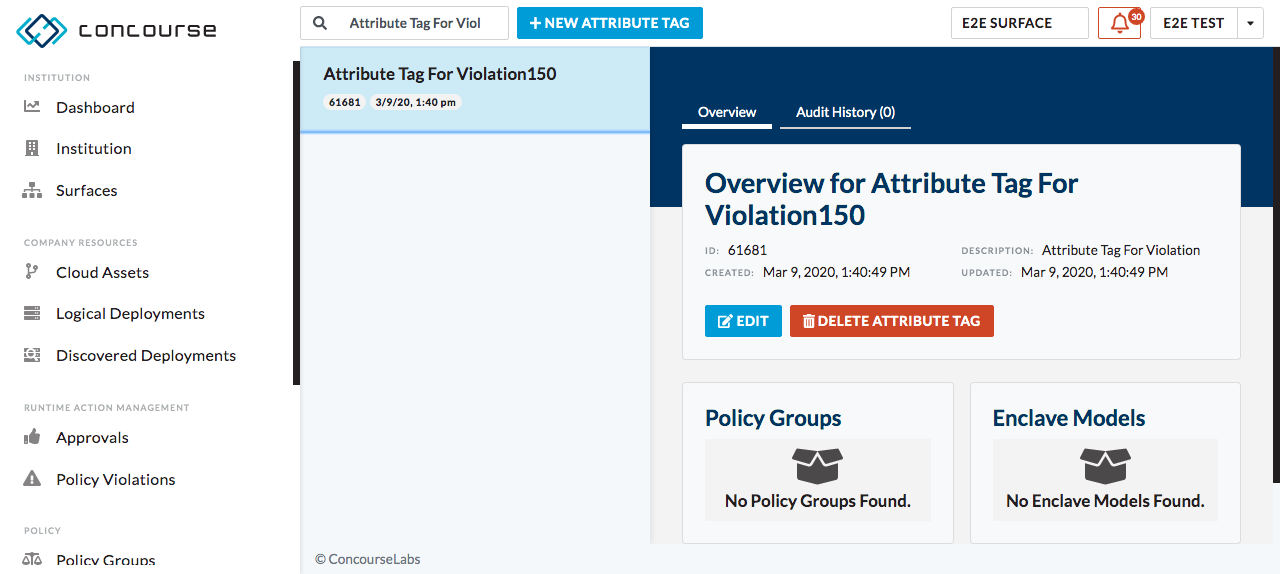 concourse
Attribute Tag For Viol
NEW ATTRIBUTE TAG
E2E SURFACE
30
E2E TEST
INSTITUTION
Dashboard
Institution
Surfaces
COMPANY RESOURCES
Cloud Assets
Logical Deployments
Discovered Deployments
RUNTIME ACTION MANAGEMENT
Approvals
Policy Violations
POLICY
Policy Groups
Attribute Tag For Violation150
61681 3/9/20, 1:40 pm
Overview
Audit History (0)
Overview for Attribute Tag For
Violation150
ID: 61681
DESCRIPTION: Attribute Tag For Violation
CREATED: Mar 9, 2020, 1:40:49 PM
UPDATED: Mar 9, 2020, 1:40:49 PM
EDIT
DELETE ATTRIBUTE TAG
Policy Groups
No Policy Groups Found.
Enclave Models
No Enclave Models Found.
© ConcourseLabs